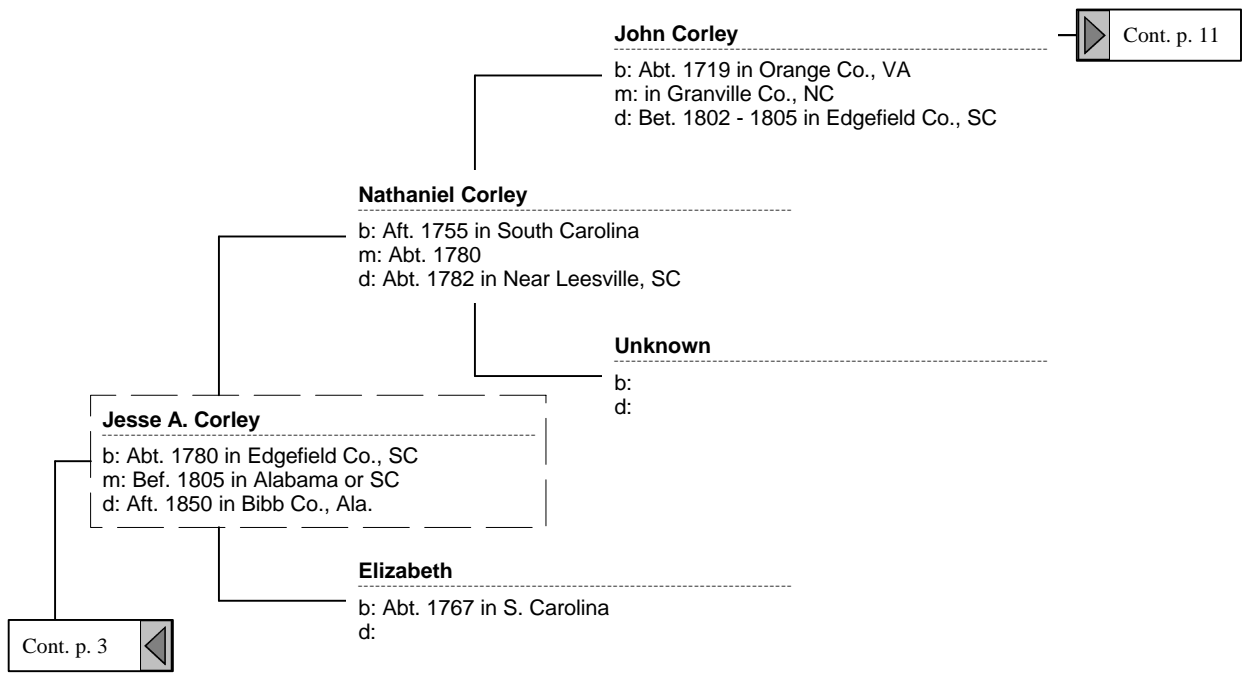 John Corley
Cont. p. 11
b: Abt. 1719 in Orange Co., VA
m: in Granville Co., NC
d: Bet. 1802 - 1805 in Edgefield Co., SC
Nathaniel Corley
b: Aft. 1755 in South Carolina
m: Abt. 1780
d: Abt. 1782 in Near Leesville, SC
Unknown
b:
d:
Jesse A. Corley
b: Abt. 1780 in Edgefield Co., SC
m: Bef. 1805 in Alabama or SC
d: Aft. 1850 in Bibb Co., Ala.
Elizabeth
b: Abt. 1767 in S. Carolina
d:
Cont. p. 3